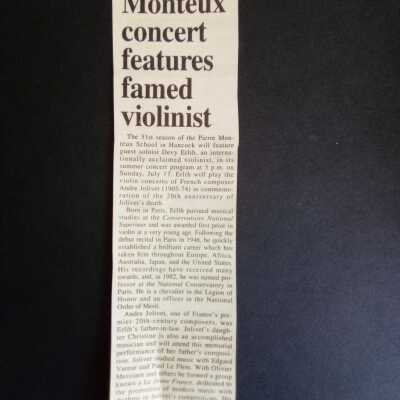 Monteux
concert
features
famed
violinist
The 51st season of the Pierre Mon-
teux School in Hancock will feature
guest soloist Devy Erlih, an interna-
tionally acclaimed violinist, in its
summer concert program at 5 p.m. on
Sunday, July 17. Erlih will play the
violin concerto of French composer
Andre Jolivet (1905-74) in commemo-
ration of the 20th anniversary of
Jolivet's death.
Born in Paris, Erlih pursued musical
studies at the Conservatoire National
Superieur and was awarded first prize in
violin at a very young age. Following the
debut recital in Paris in 1946, he quickly
established a brilliant career which has
taken him throughout Europe, Africa,
Australia, Japan, and the United States.
His recordings have received many
awards, and, in 1982, he was named pro-
fessor at the National Conservatory in
Paris. He is a chevalier in the Legion of
Honor and an officer in the National
Order of Merit.
Andre Jolivet, one of France's pre-
mier 20th-century composers, was
Erlih's father-in-law. Jolivet's daugh-
ter Christine is also an accomplished
musician and will attend this memorial
performance of her father's composi-
tion. Jolivet studied music with Edgard
Varese and Paul Le Flem. With Olivier
Messiaen and others he formed a group
known a La Jeune France, dedicated to
the promotion of modern music with
in Jolivet's compositions, the